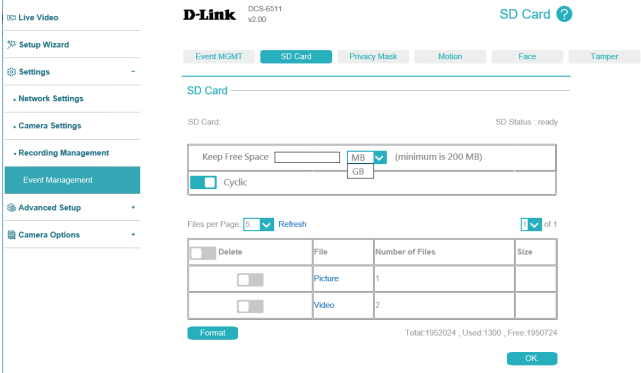 Live Video
Setup Wizard
Settings -
Network Settings
Camera Settings
Recording Management
Event Management
Advanced Setup +
Camera Options +
D-Link DCS-6511
v2.00
SD Card ?
Event MGMT SD Card Privacy Mask Motion Face Tamper
SD Card
SD Card: SD Status : ready
Keep Free Space MB (minimum is 200 MB)
GB
Cyclic
Files per Page: 5 Refresh 1 of 1
Delete File Number of Files Size
Picture 1
Video 2
Format Total:1952024 , Used:1300 , Free:1950724
OK